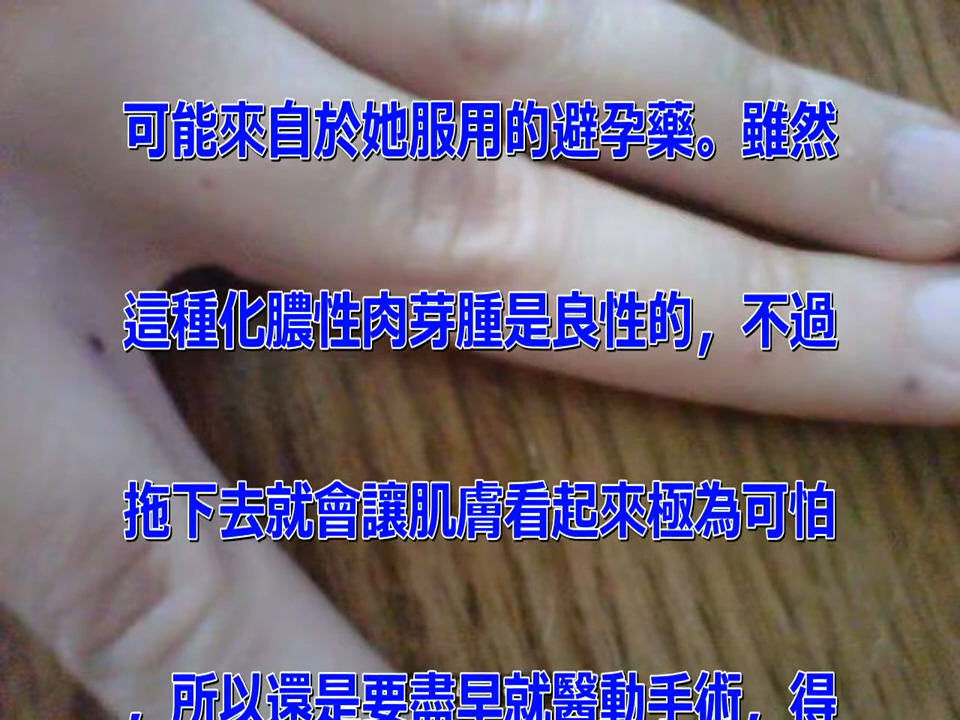 可能來自於她服用的避孕藥。雖然
這種化膿性肉芽腫是良性的，不過
拖下去就會讓肌膚看起來極為可怕
，所以還是要盡早就醫動手術，得